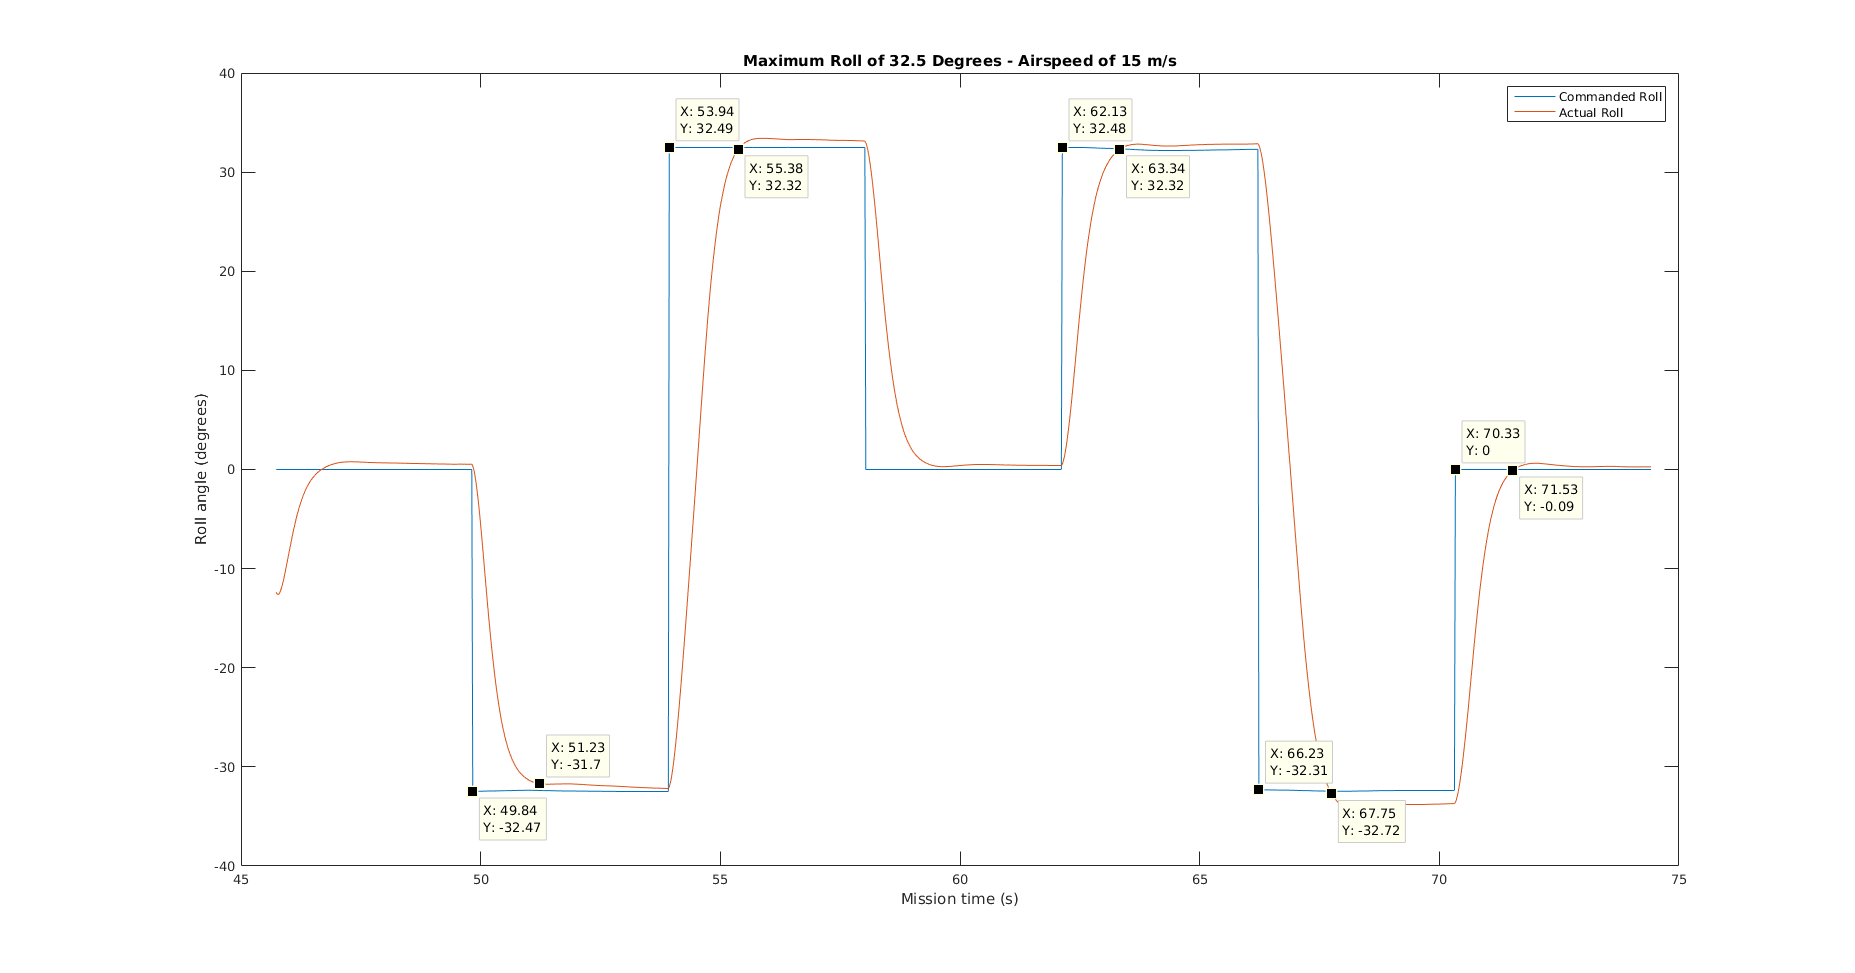 Maximum Roll of 32.5 Degrees - Airspeed of 15 m/s
Commanded Roll
Actual Roll
X: 53.94
Y: 32.49
X: 55.38
Y: 32.32
X: 62.13
Y: 32.48
X: 63.34
Y: 32.32
X: 70.33
Y: 0
X: 71.53
Y: -0.09
X: 51.23
Y: -31.7
X: 49.84
Y: -32.47
X: 66.23
Y: -32.31
X: 67.75
Y: -32.72
40
30
20
10
0
-10
-20
-30
-40
Roll angle (degrees)
45
50
55
60
65
70
75
Mission time (s)